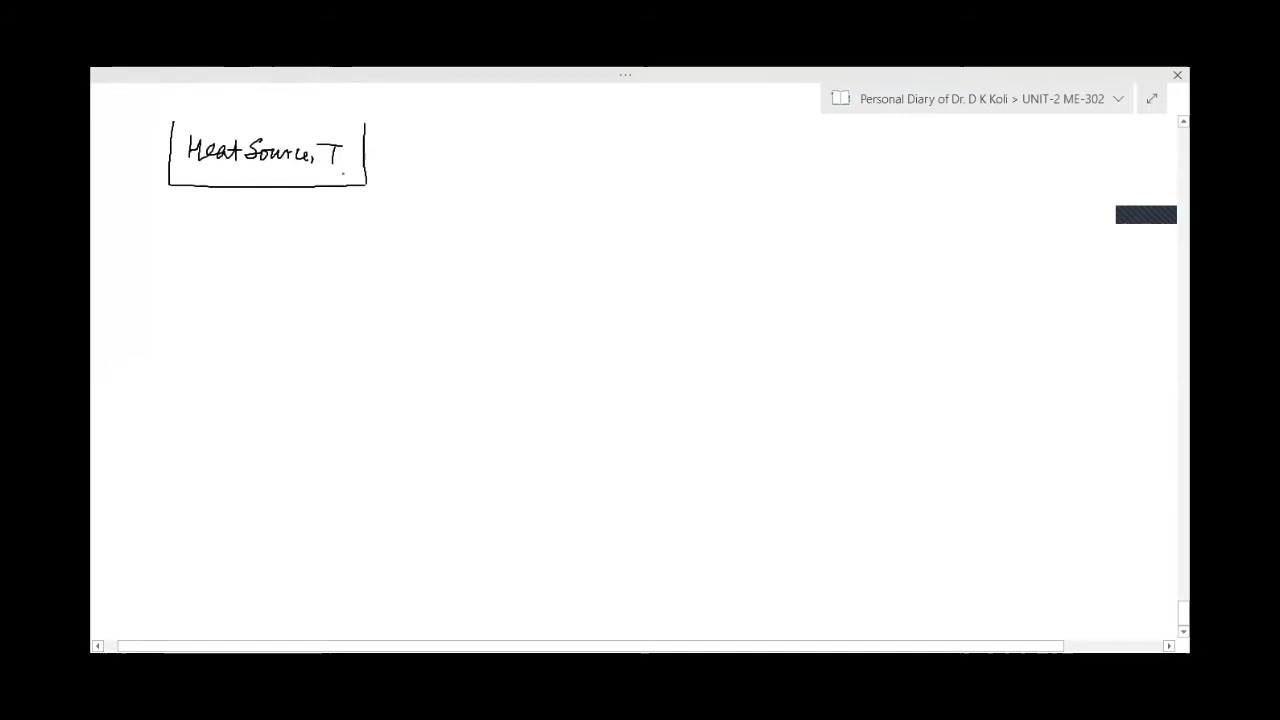 Personal Diary of Dr. D K Koli > UNIT-2 ME-302
Heat Source, T